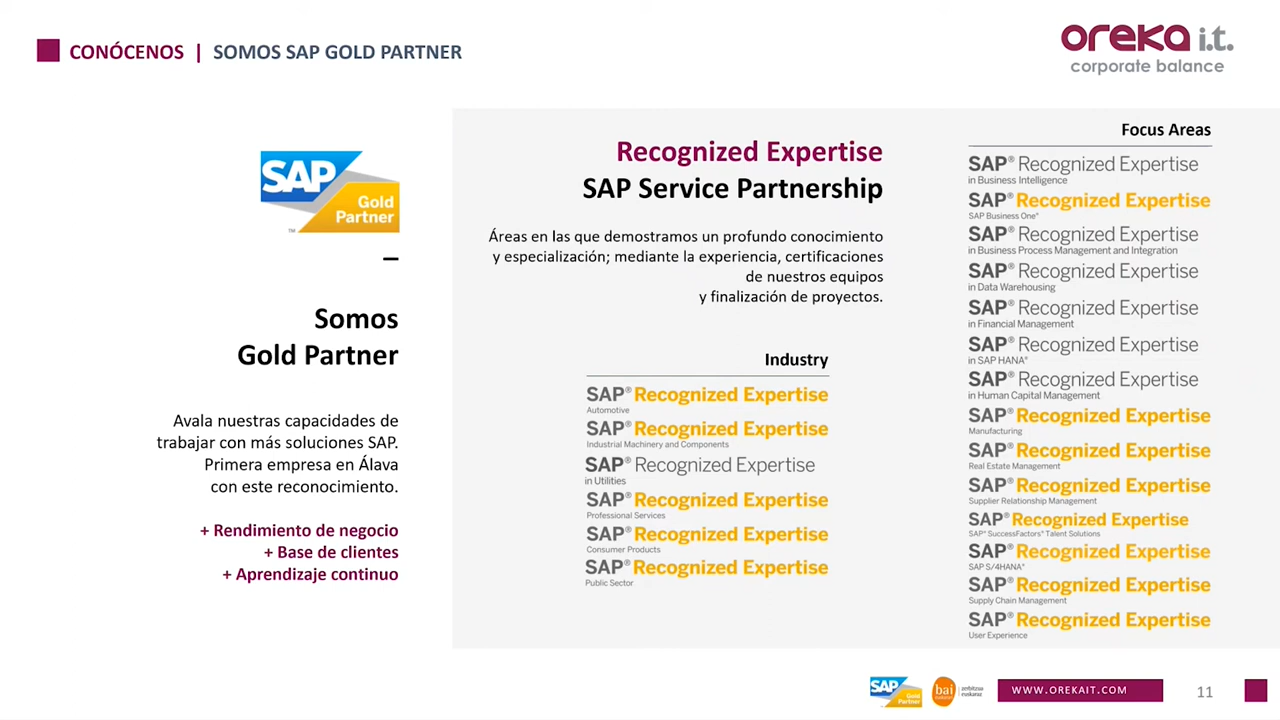 CONÓCENOS | SOMOS SAP GOLD PARTNER
oreka i.t.
corporate balance
SAP
Gold
Partner
TM
–
Somos
Gold Partner
Avala nuestras capacidades de
trabajar con más soluciones SAP.
Primera empresa en Álava
con este reconocimiento.
+ Rendimiento de negocio
+ Base de clientes
+ Aprendizaje continuo
Recognized Expertise
SAP Service Partnership
Áreas en las que demostramos un profundo conocimiento
y especialización; mediante la experiencia, certificaciones
de nuestros equipos
y finalización de proyectos.
Industry
SAP® Recognized Expertise
Automotive
SAP® Recognized Expertise
Industrial Machinery and Components
SAP® Recognized Expertise
in Utilities
SAP® Recognized Expertise
Professional Services
SAP® Recognized Expertise
Consumer Products
SAP® Recognized Expertise
Public Sector
Focus Areas
SAP® Recognized Expertise
in Business Intelligence
SAP® Recognized Expertise
SAP Business One®
SAP® Recognized Expertise
in Business Process Management and Integration
SAP® Recognized Expertise
in Data Warehousing
SAP® Recognized Expertise
in Financial Management
SAP® Recognized Expertise
in SAP HANA®
SAP® Recognized Expertise
in Human Capital Management
SAP® Recognized Expertise
Manufacturing
SAP® Recognized Expertise
Real Estate Management
SAP® Recognized Expertise
Supplier Relationship Management
SAP® Recognized Expertise
SAP® SuccessFactors® Talent Solutions
SAP® Recognized Expertise
SAP S/4HANA®
SAP® Recognized Expertise
Supply Chain Management
SAP® Recognized Expertise
User Experience
SAP
Gold
Partner
bai
euskarari
zerbitzua
euskaraz
WWW.OREKAIT.COM
11